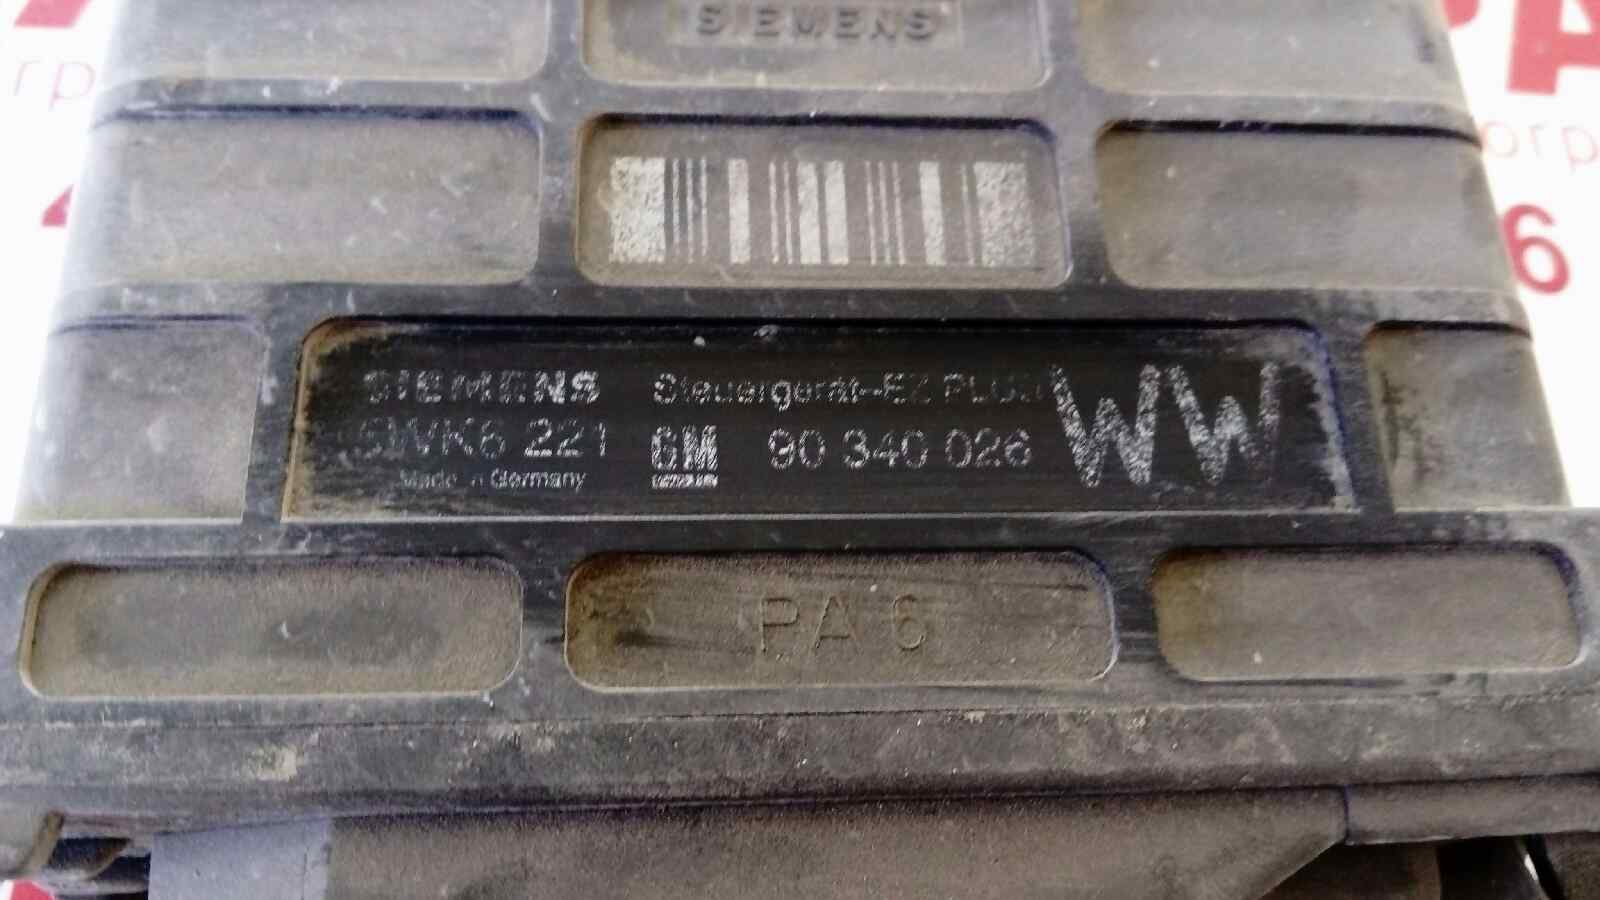 SIEMENS
SIEMENS Steuergerät-EZ PLUS WW
5WK6 221 GM 90 340 026
Made in Germany
PA 6